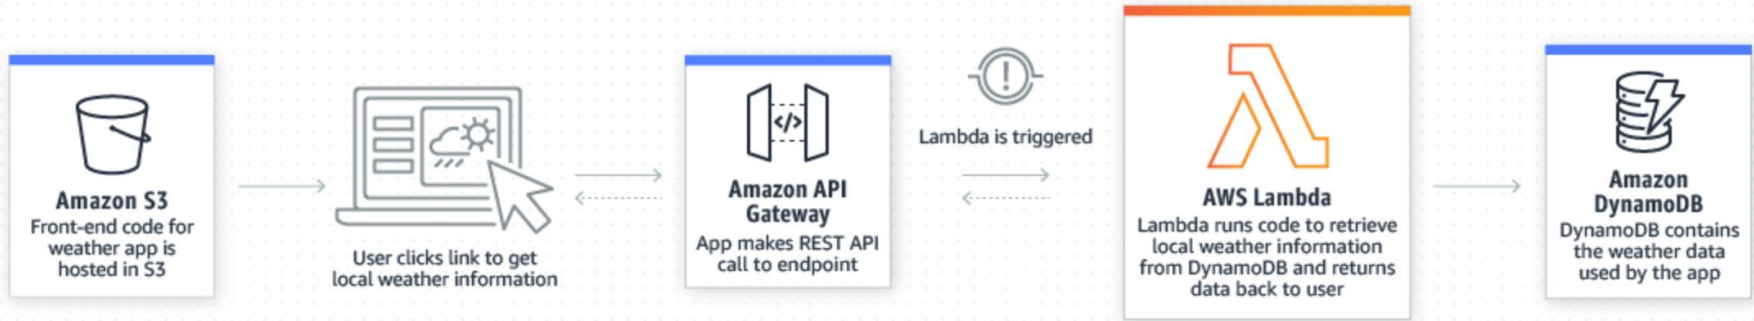 Amazon S3
Front-end code for
weather app is
hosted in S3
User clicks link to get
local weather information
</>
Amazon API
Gateway
App makes REST API
call to endpoint
!
Lambda is triggered
AWS Lambda
Lambda runs code to retrieve
local weather information
from DynamoDB and returns
data back to user
Amazon
DynamoDB
DynamoDB contains
the weather data
used by the app